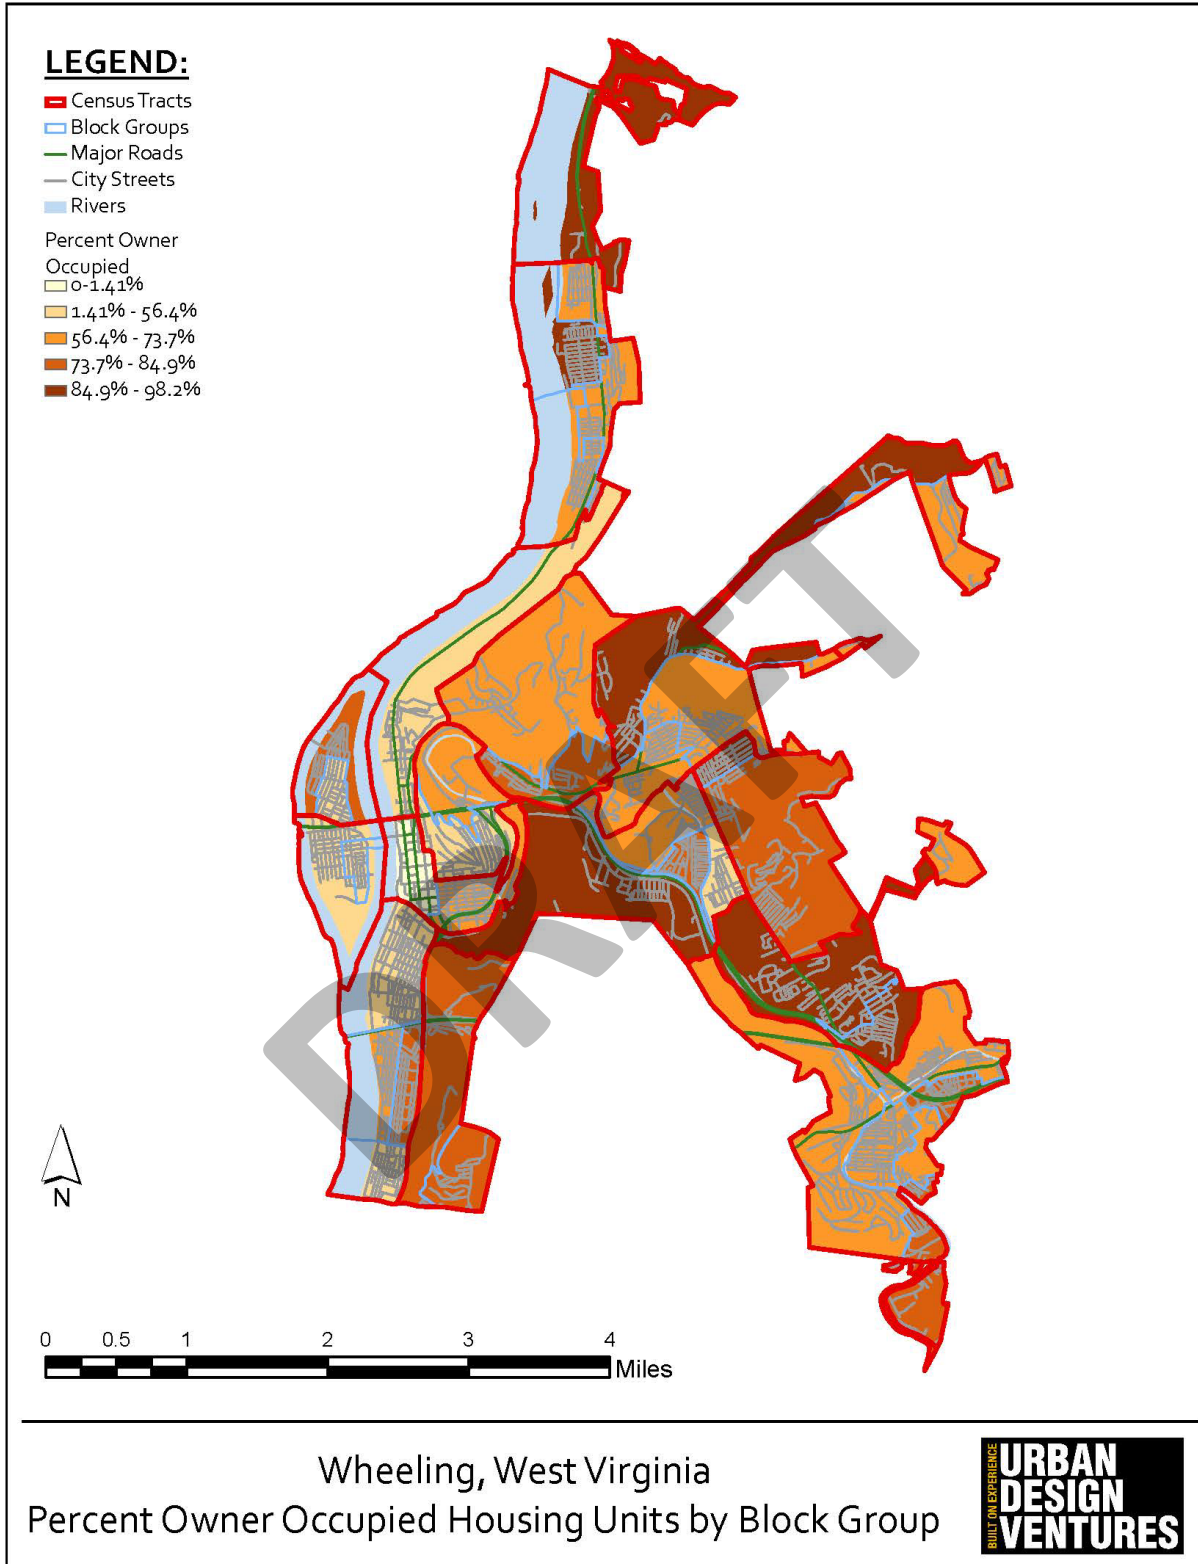 LEGEND:
Census Tracts
Block Groups
Major Roads
City Streets
Rivers
Percent Owner
Occupied
0-1.41%
1.41% - 56.4%
56.4% - 73.7%
73.7% - 84.9%
84.9% - 98.2%
DRAFT
N
0 0.5 1 2 3 4
Miles
Wheeling, West Virginia
Percent Owner Occupied Housing Units by Block Group
BUILT ON EXPERIENCE
URBAN
DESIGN
VENTURES